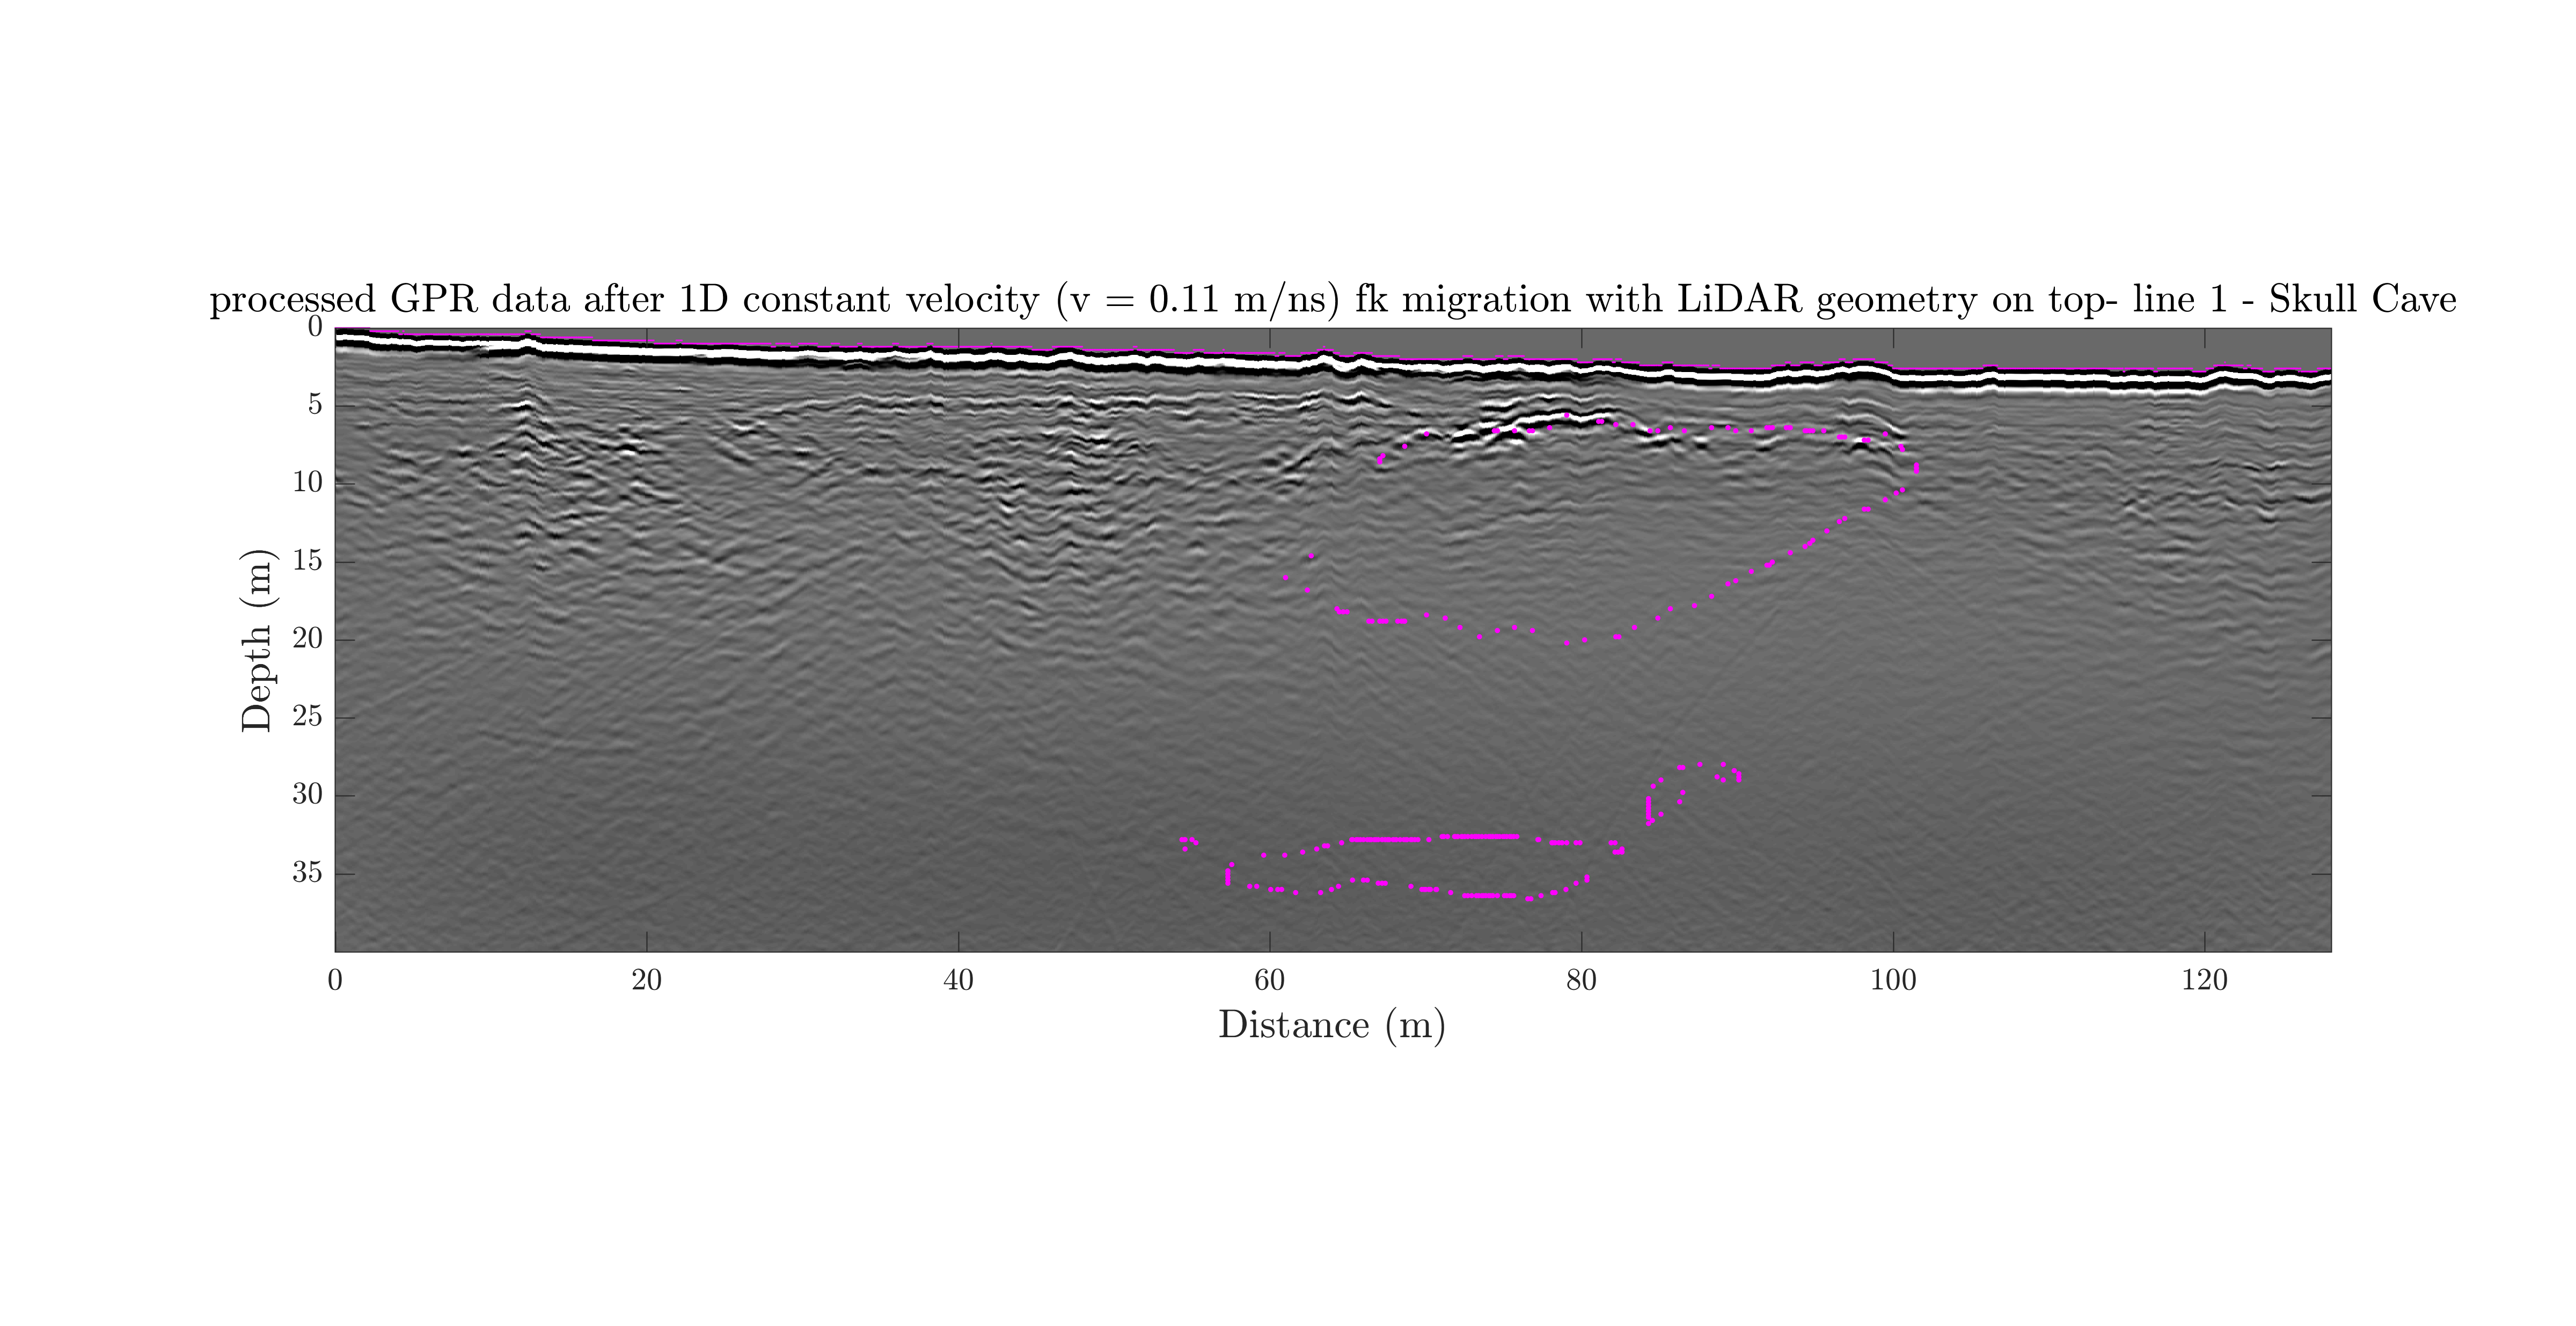 processed GPR data after 1D constant velocity (v = 0.11 m/ns) fk migration with LiDAR geometry on top- line 1 - Skull Cave
0
5
10
15
20
25
30
35
Depth (m)
0 20 40 60 80 100 120
Distance (m)